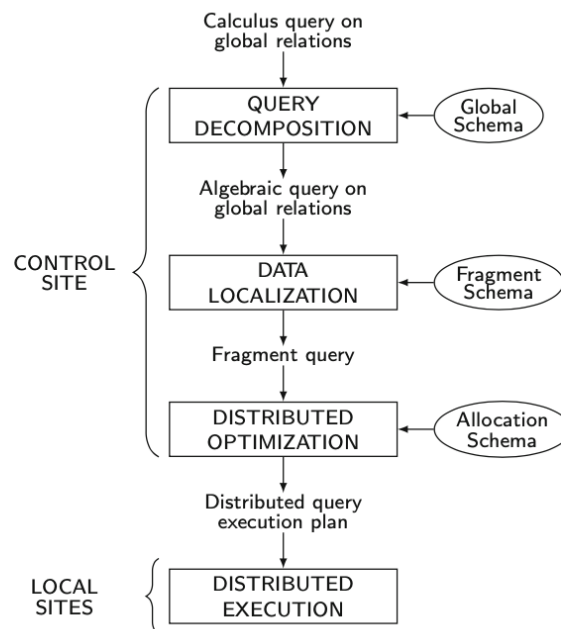 Calculus query on
global relations
QUERY
DECOMPOSITION
Global
Schema
Algebraic query on
global relations
CONTROL
SITE
DATA
LOCALIZATION
Fragment
Schema
Fragment query
DISTRIBUTED
OPTIMIZATION
Allocation
Schema
Distributed query
execution plan
LOCAL
SITES
DISTRIBUTED
EXECUTION